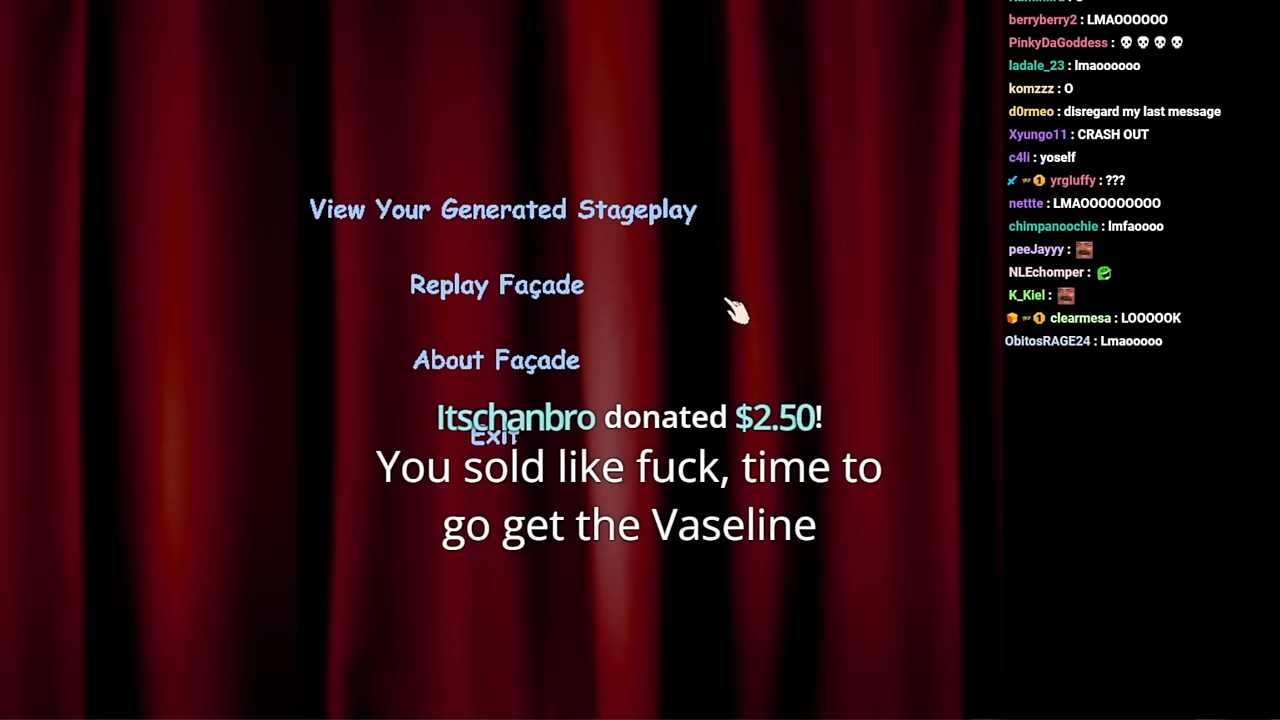 View Your Generated Stageplay
Replay Façade
About Façade
Exit
Itschanbro donated $2.50!
You sold like fuck, time to
go get the Vaseline
berryberry2 : LMAOOOOOO
PinkyDaGoddess : 💀 💀 💀 💀
ladale_23 : lmaoooooo
komzzz : O
d0rmeo : disregard my last message
Xyungo11 : CRASH OUT
c4li : yoself
yrgluffy : ???
nettte : LMAOOOOOOOOO
chimpanoochie : lmfaoooo
peeJayyy :
NLEchomper :
K_Kiel :
clearmesa : LOOOOOK
ObitosRAGE24 : Lmaooooo